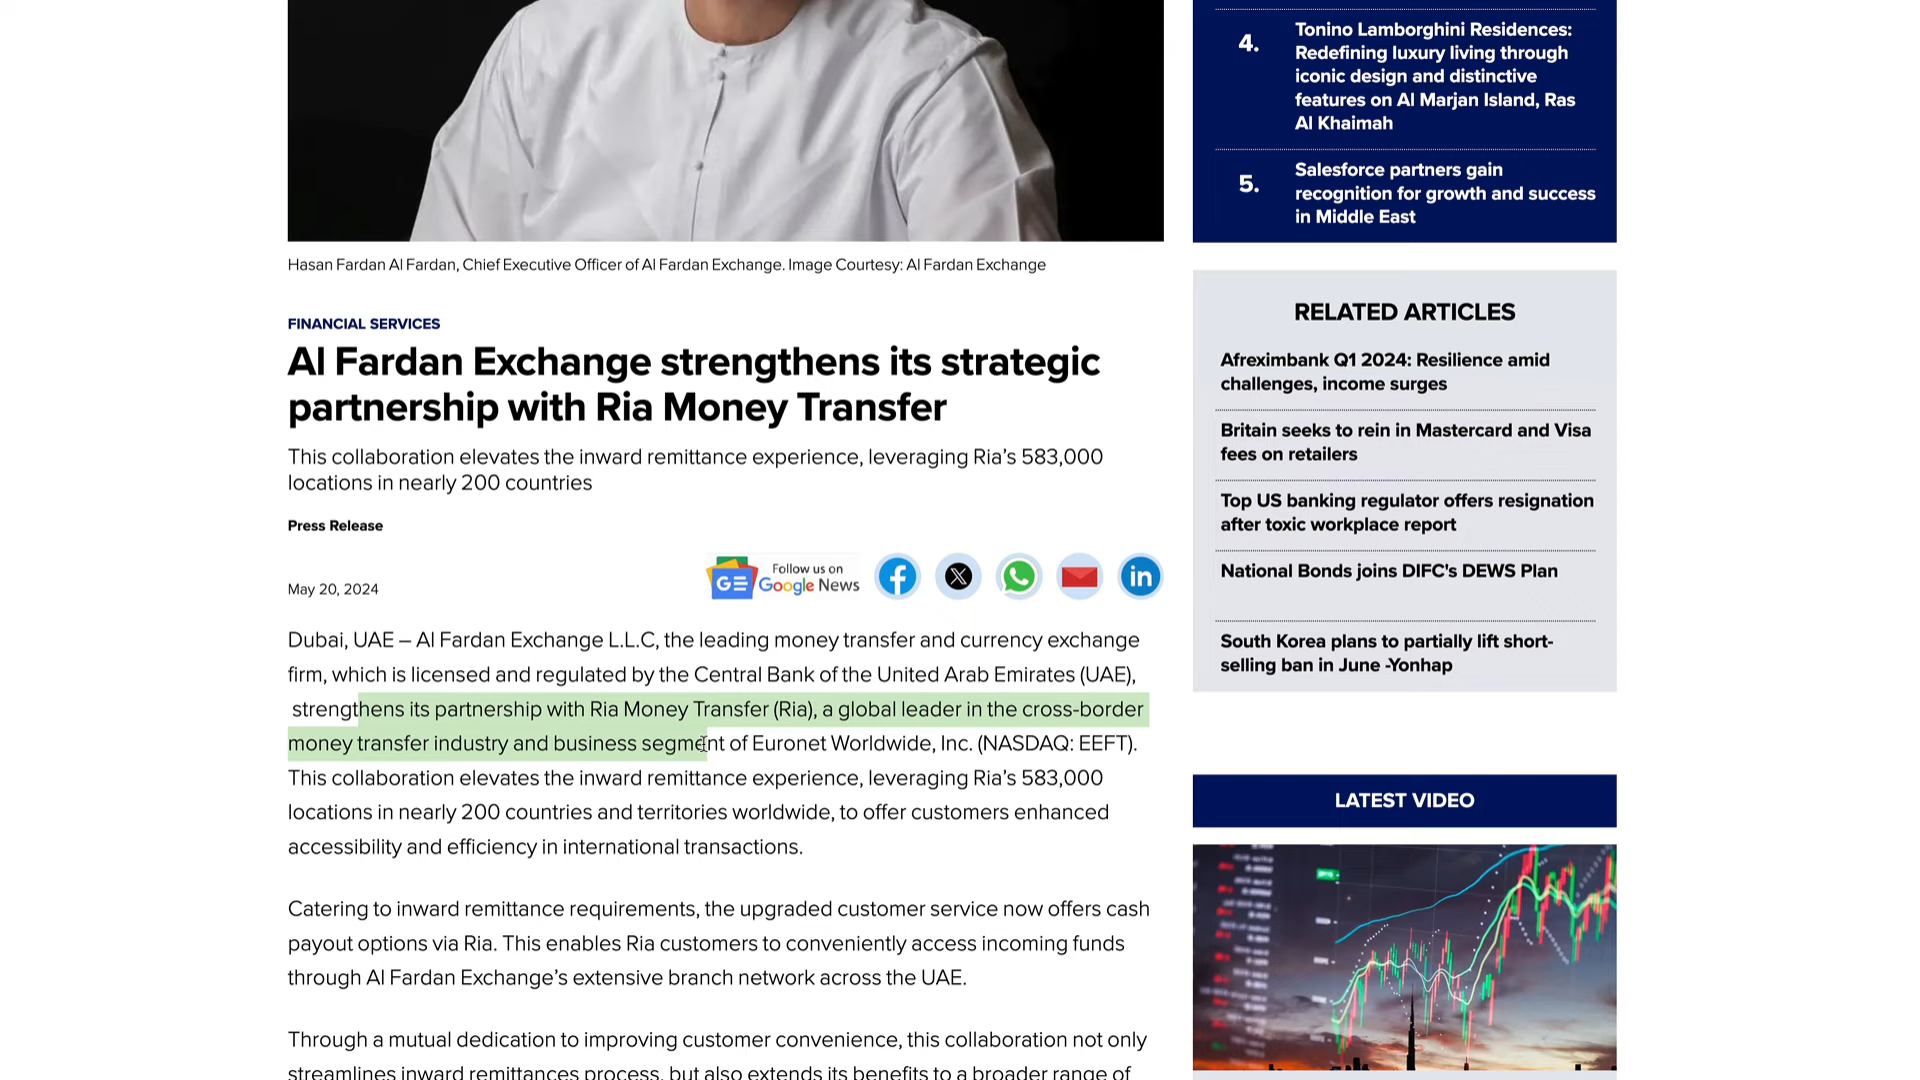 Hasan Fardan Al Fardan, Chief Executive Officer of Al Fardan Exchange. Image Courtesy: Al Fardan Exchange
FINANCIAL SERVICES
Al Fardan Exchange strengthens its strategic
partnership with Ria Money Transfer
This collaboration elevates the inward remittance experience, leveraging Ria's 583,000
locations in nearly 200 countries
Press Release
May 20, 2024
Follow us on
Google News
Dubai, UAE – Al Fardan Exchange L.L.C, the leading money transfer and currency exchange
firm, which is licensed and regulated by the Central Bank of the United Arab Emirates (UAE),
strengthens its partnership with Ria Money Transfer (Ria), a global leader in the cross-border
money transfer industry and business segment of Euronet Worldwide, Inc. (NASDAQ: EEFT).
This collaboration elevates the inward remittance experience, leveraging Ria's 583,000
locations in nearly 200 countries and territories worldwide, to offer customers enhanced
accessibility and efficiency in international transactions.
Catering to inward remittance requirements, the upgraded customer service now offers cash
payout options via Ria. This enables Ria customers to conveniently access incoming funds
through Al Fardan Exchange's extensive branch network across the UAE.
Through a mutual dedication to improving customer convenience, this collaboration not only
streamlines inward remittances process, but also extends its benefits to a broader range of
4. Tonino Lamborghini Residences:
Redefining luxury living through
iconic design and distinctive
features on Al Marjan Island, Ras
Al Khaimah
5. Salesforce partners gain
recognition for growth and success
in Middle East
RELATED ARTICLES
Afreximbank Q1 2024: Resilience amid
challenges, income surges
Britain seeks to rein in Mastercard and Visa
fees on retailers
Top US banking regulator offers resignation
after toxic workplace report
National Bonds joins DIFC's DEWS Plan
South Korea plans to partially lift short-
selling ban in June -Yonhap
LATEST VIDEO